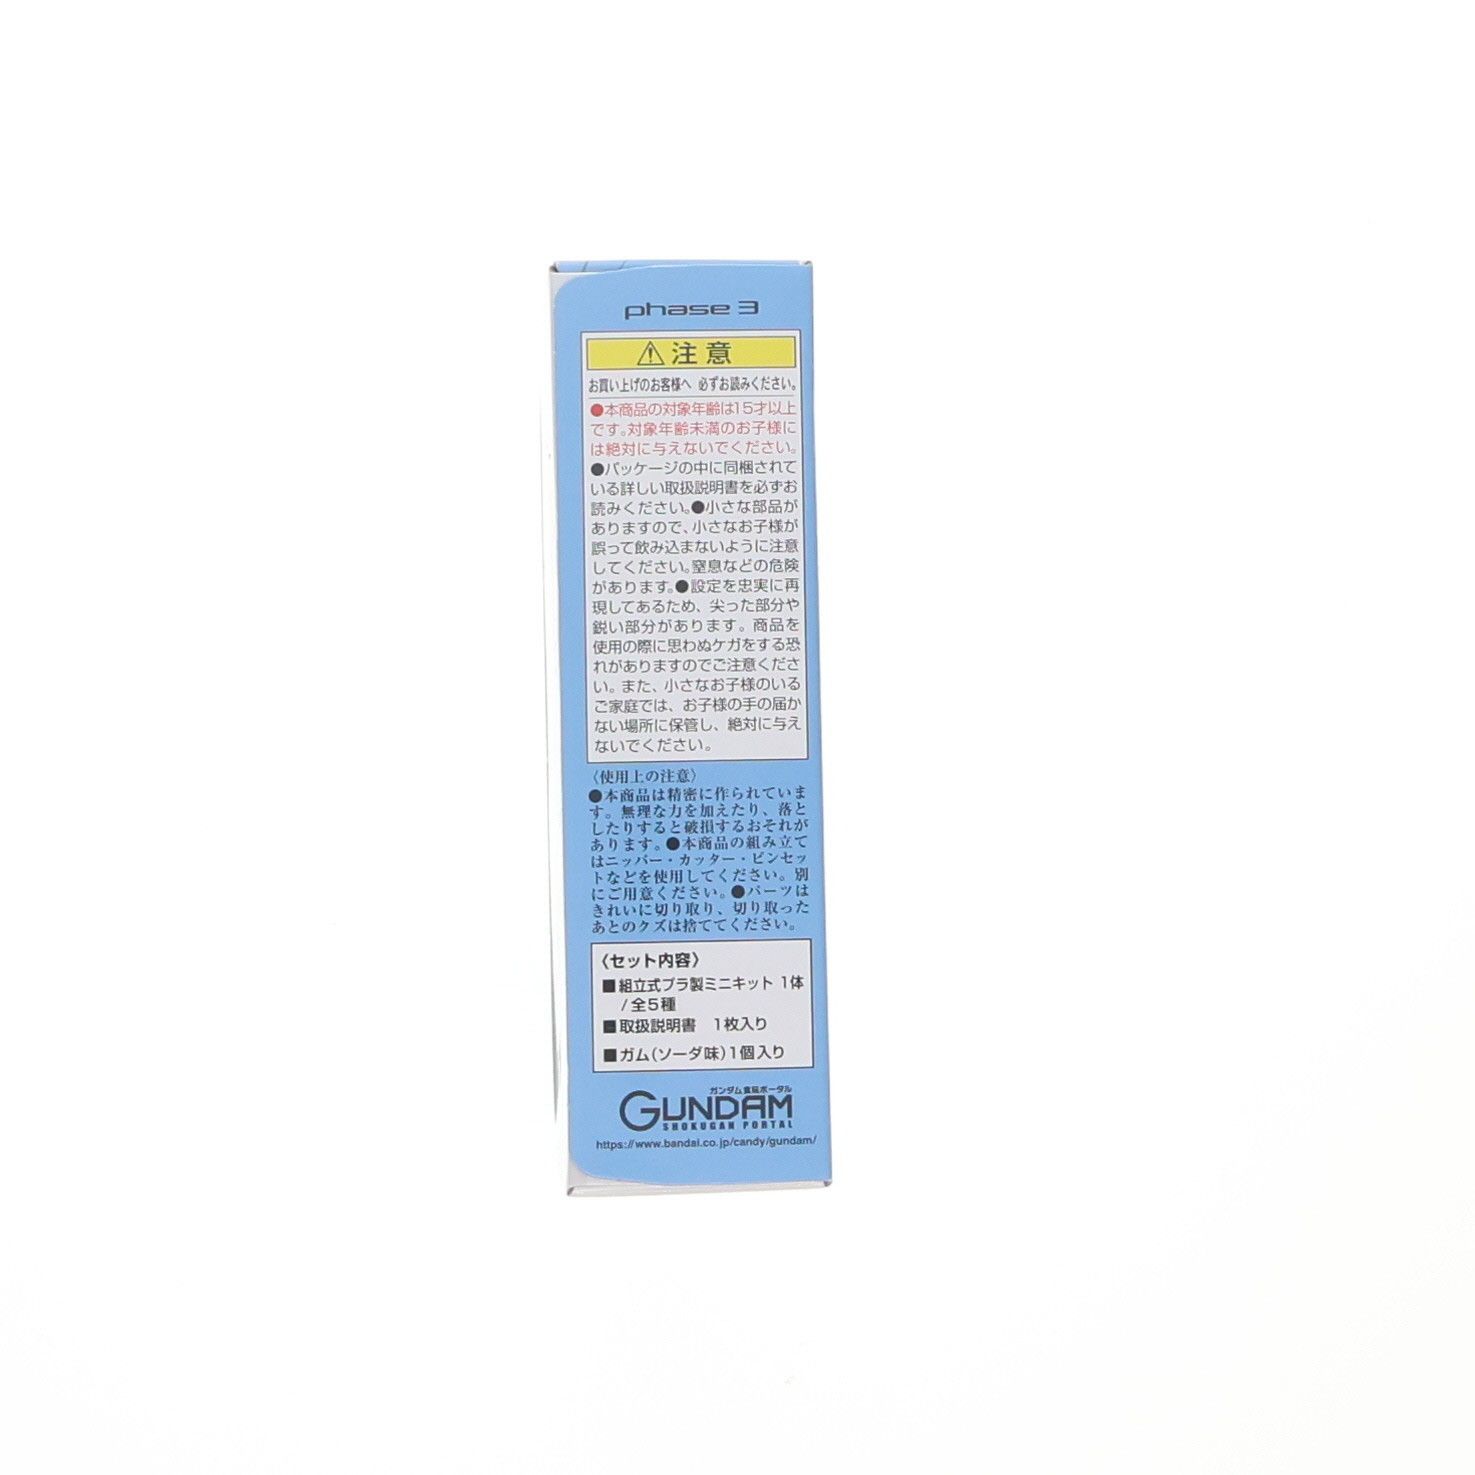 phase 3
⚠注意
お買い上げのお客様へ 必ずお読みください。
●本商品の対象年齢は15才以上
です。対象年齢未満のお子様に
は絶対に与えないでください。
●パッケージの中に同梱されて
いる詳しい取扱説明書を必ずお
読みください。●小さな部品が
ありますので、小さなお子様が
誤って飲み込まないように注意
してください。窒息などの危険
があります。●設定を忠実に再
現してあるため、尖った部分や
鋭い部分があります。商品を
使用の際に思わぬケガをする恐
れがありますのでご注意くださ
い。また、小さなお子様のいる
ご家庭では、お子様の手の届か
ない場所に保管し、絶対に与え
ないでください。
〈使用上の注意〉
●本商品は精密に作られていま
す。無理な力を加えたり、落と
したりすると破損するおそれが
あります。●本商品の組み立て
はニッパー・カッター・ピンセッ
トなどを使用してください。別
にご用意ください。●パーツは
きれいに切り取り、切り取った
あとのクズは捨ててください。
〈セット内容〉
■組立式プラ製ミニキット 1体
/全5種
■取扱説明書 1枚入り
■ガム(ソーダ味)1個入り
ガンダム食玩ポータル
GUNDAM
SHOKUGAN PORTAL
https://www.bandai.co.jp/candy/gundam/